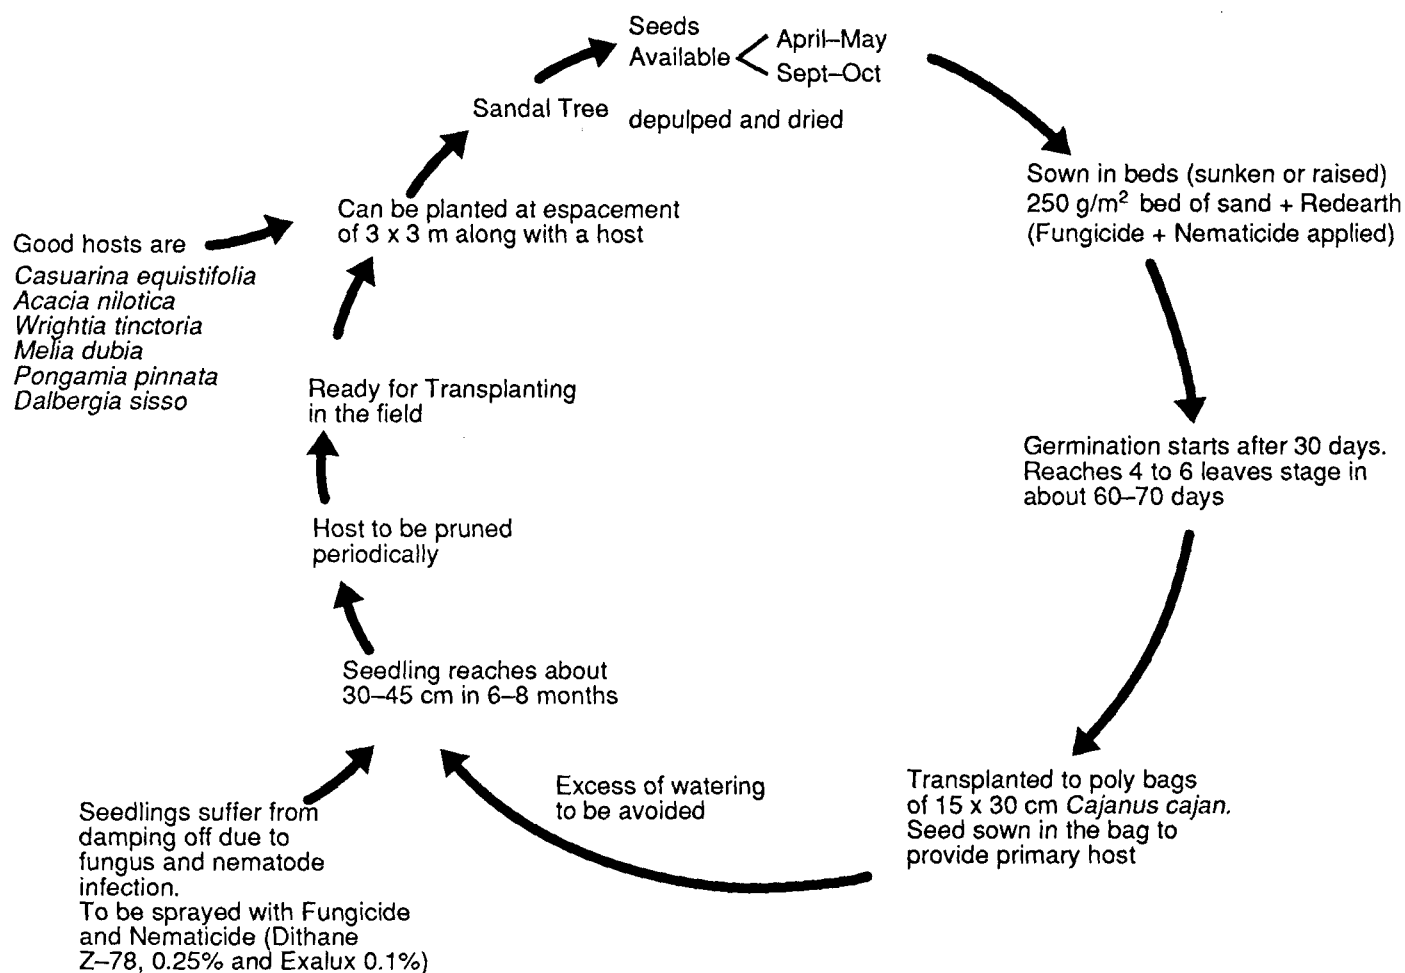 Seeds
Available
April–May
Sept–Oct
depulped and dried
Sown in beds (sunken or raised)
250 g/m² bed of sand + Redearth
(Fungicide + Nematicide applied)
Germination starts after 30 days.
Reaches 4 to 6 leaves stage in
about 60–70 days
Transplanted to poly bags
of 15 x 30 cm Cajanus cajan.
Seed sown in the bag to
provide primary host
Excess of watering
to be avoided
Seedlings suffer from
damping off due to
fungus and nematode
infection.
To be sprayed with Fungicide
and Nematicide (Dithane
Z–78, 0.25% and Exalux 0.1%)
Seedling reaches about
30–45 cm in 6–8 months
Host to be pruned
periodically
Ready for Transplanting
in the field
Good hosts are
Casuarina equistifolia
Acacia nilotica
Wrightia tinctoria
Melia dubia
Pongamia pinnata
Dalbergia sisso
Can be planted at espacement
of 3 x 3 m along with a host
Sandal Tree